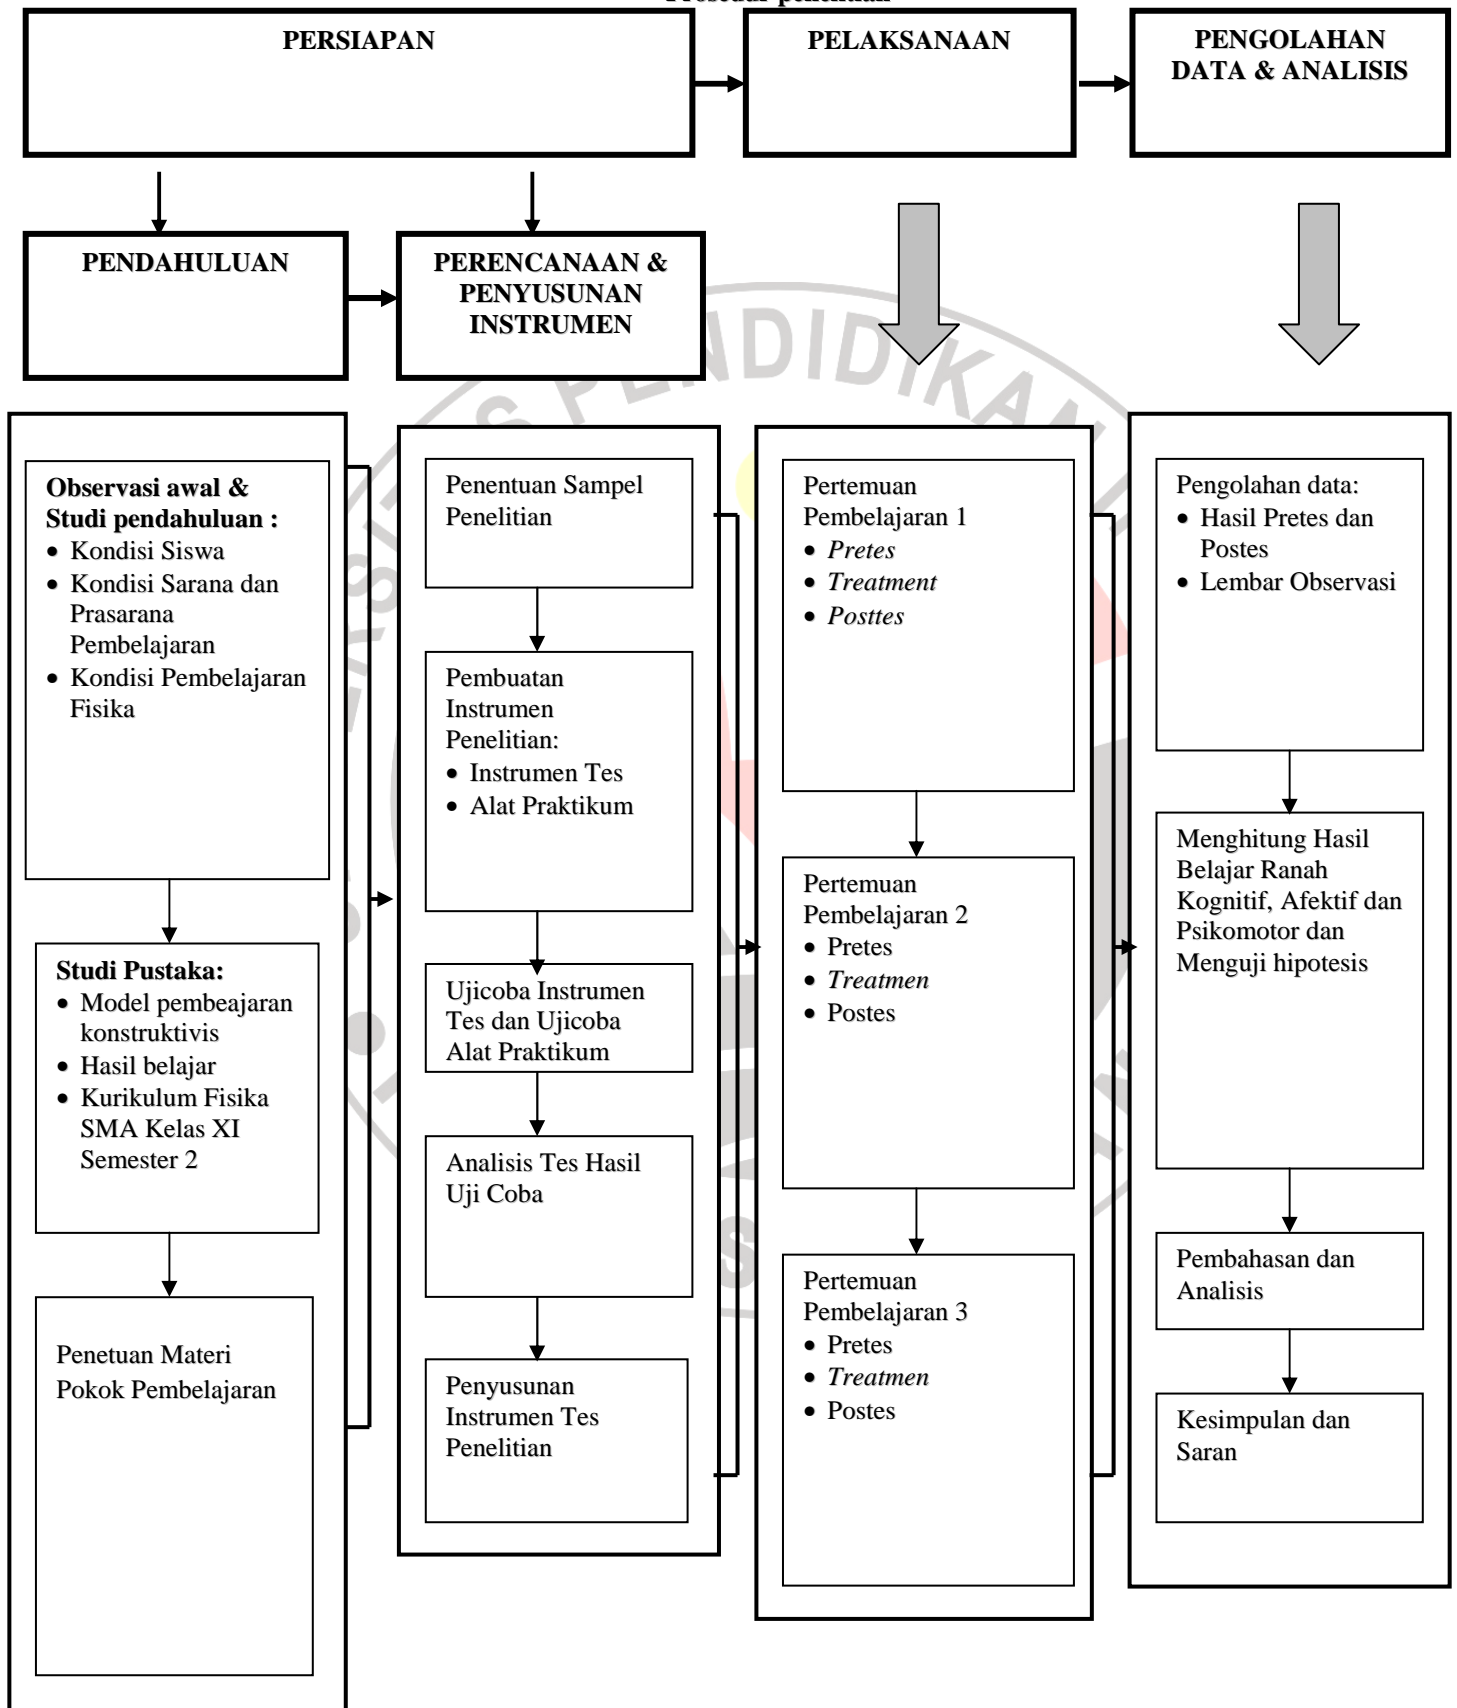 Prosedur penelitian
PERSIAPAN
PELAKSANAAN
PENGOLAHAN
DATA & ANALISIS
PENDAHULUAN
PERENCANAAN &
PENYUSUNAN
INSTRUMEN
Observasi awal &
Studi pendahuluan :
• Kondisi Siswa
• Kondisi Sarana dan
Prasarana
Pembelajaran
• Kondisi Pembelajaran
Fisika
Studi Pustaka:
• Model pembeajaran
konstruktivis
• Hasil belajar
• Kurikulum Fisika
SMA Kelas XI
Semester 2
Penetuan Materi
Pokok Pembelajaran
Penentuan Sampel
Penelitian
Pembuatan
Instrumen
Penelitian:
• Instrumen Tes
• Alat Praktikum
Ujicoba Instrumen
Tes dan Ujicoba
Alat Praktikum
Analisis Tes Hasil
Uji Coba
Penyusunan
Instrumen Tes
Penelitian
Pertemuan
Pembelajaran 1
• Pretes
• Treatment
• Posttes
Pertemuan
Pembelajaran 2
• Pretes
• Treatmen
• Postes
Pertemuan
Pembelajaran 3
• Pretes
• Treatmen
• Postes
Pengolahan data:
• Hasil Pretes dan
Postes
• Lembar Observasi
Menghitung Hasil
Belajar Ranah
Kognitif, Afektif dan
Psikomotor dan
Menguji hipotesis
Pembahasan dan
Analisis
Kesimpulan dan
Saran